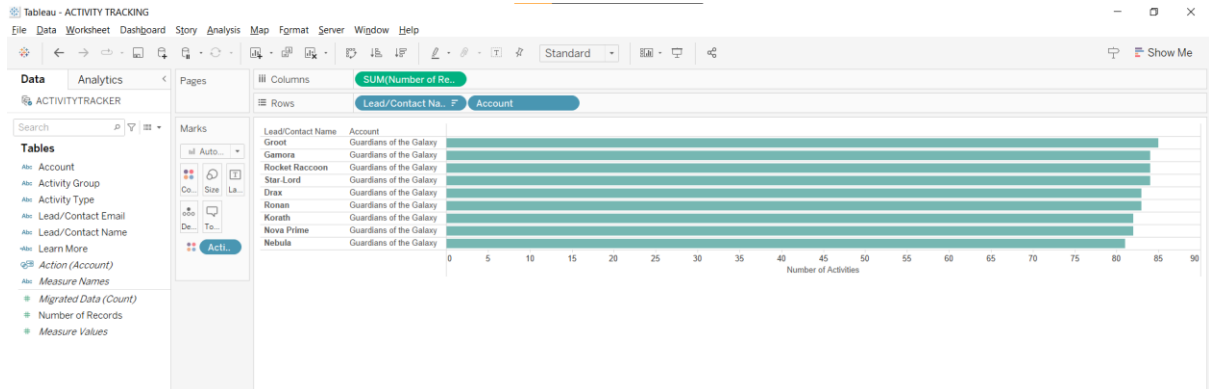 Tableau - ACTIVITY TRACKING
File Data Worksheet Dashboard Story Analysis Map Format Server Window Help
Standard
Show Me
Data Analytics
ACTIVITYTRACKER
Search
Tables
Abc Account
Abc Activity Group
Abc Activity Type
Abc Lead/Contact Email
Abc Lead/Contact Name
Abc Learn More
Action (Account)
Abc Measure Names
# Migrated Data (Count)
# Number of Records
# Measure Values
Pages
Marks
Auto...
Co... Size La...
De... To...
Acti..
Columns SUM(Number of Re..
Rows Lead/Contact Na.. Account
Lead/Contact Name Account
Groot Guardians of the Galaxy
Gamora Guardians of the Galaxy
Rocket Raccoon Guardians of the Galaxy
Star-Lord Guardians of the Galaxy
Drax Guardians of the Galaxy
Ronan Guardians of the Galaxy
Korath Guardians of the Galaxy
Nova Prime Guardians of the Galaxy
Nebula Guardians of the Galaxy
0 5 10 15 20 25 30 35 40 45 50 55 60 65 70 75 80 85 90
Number of Activities